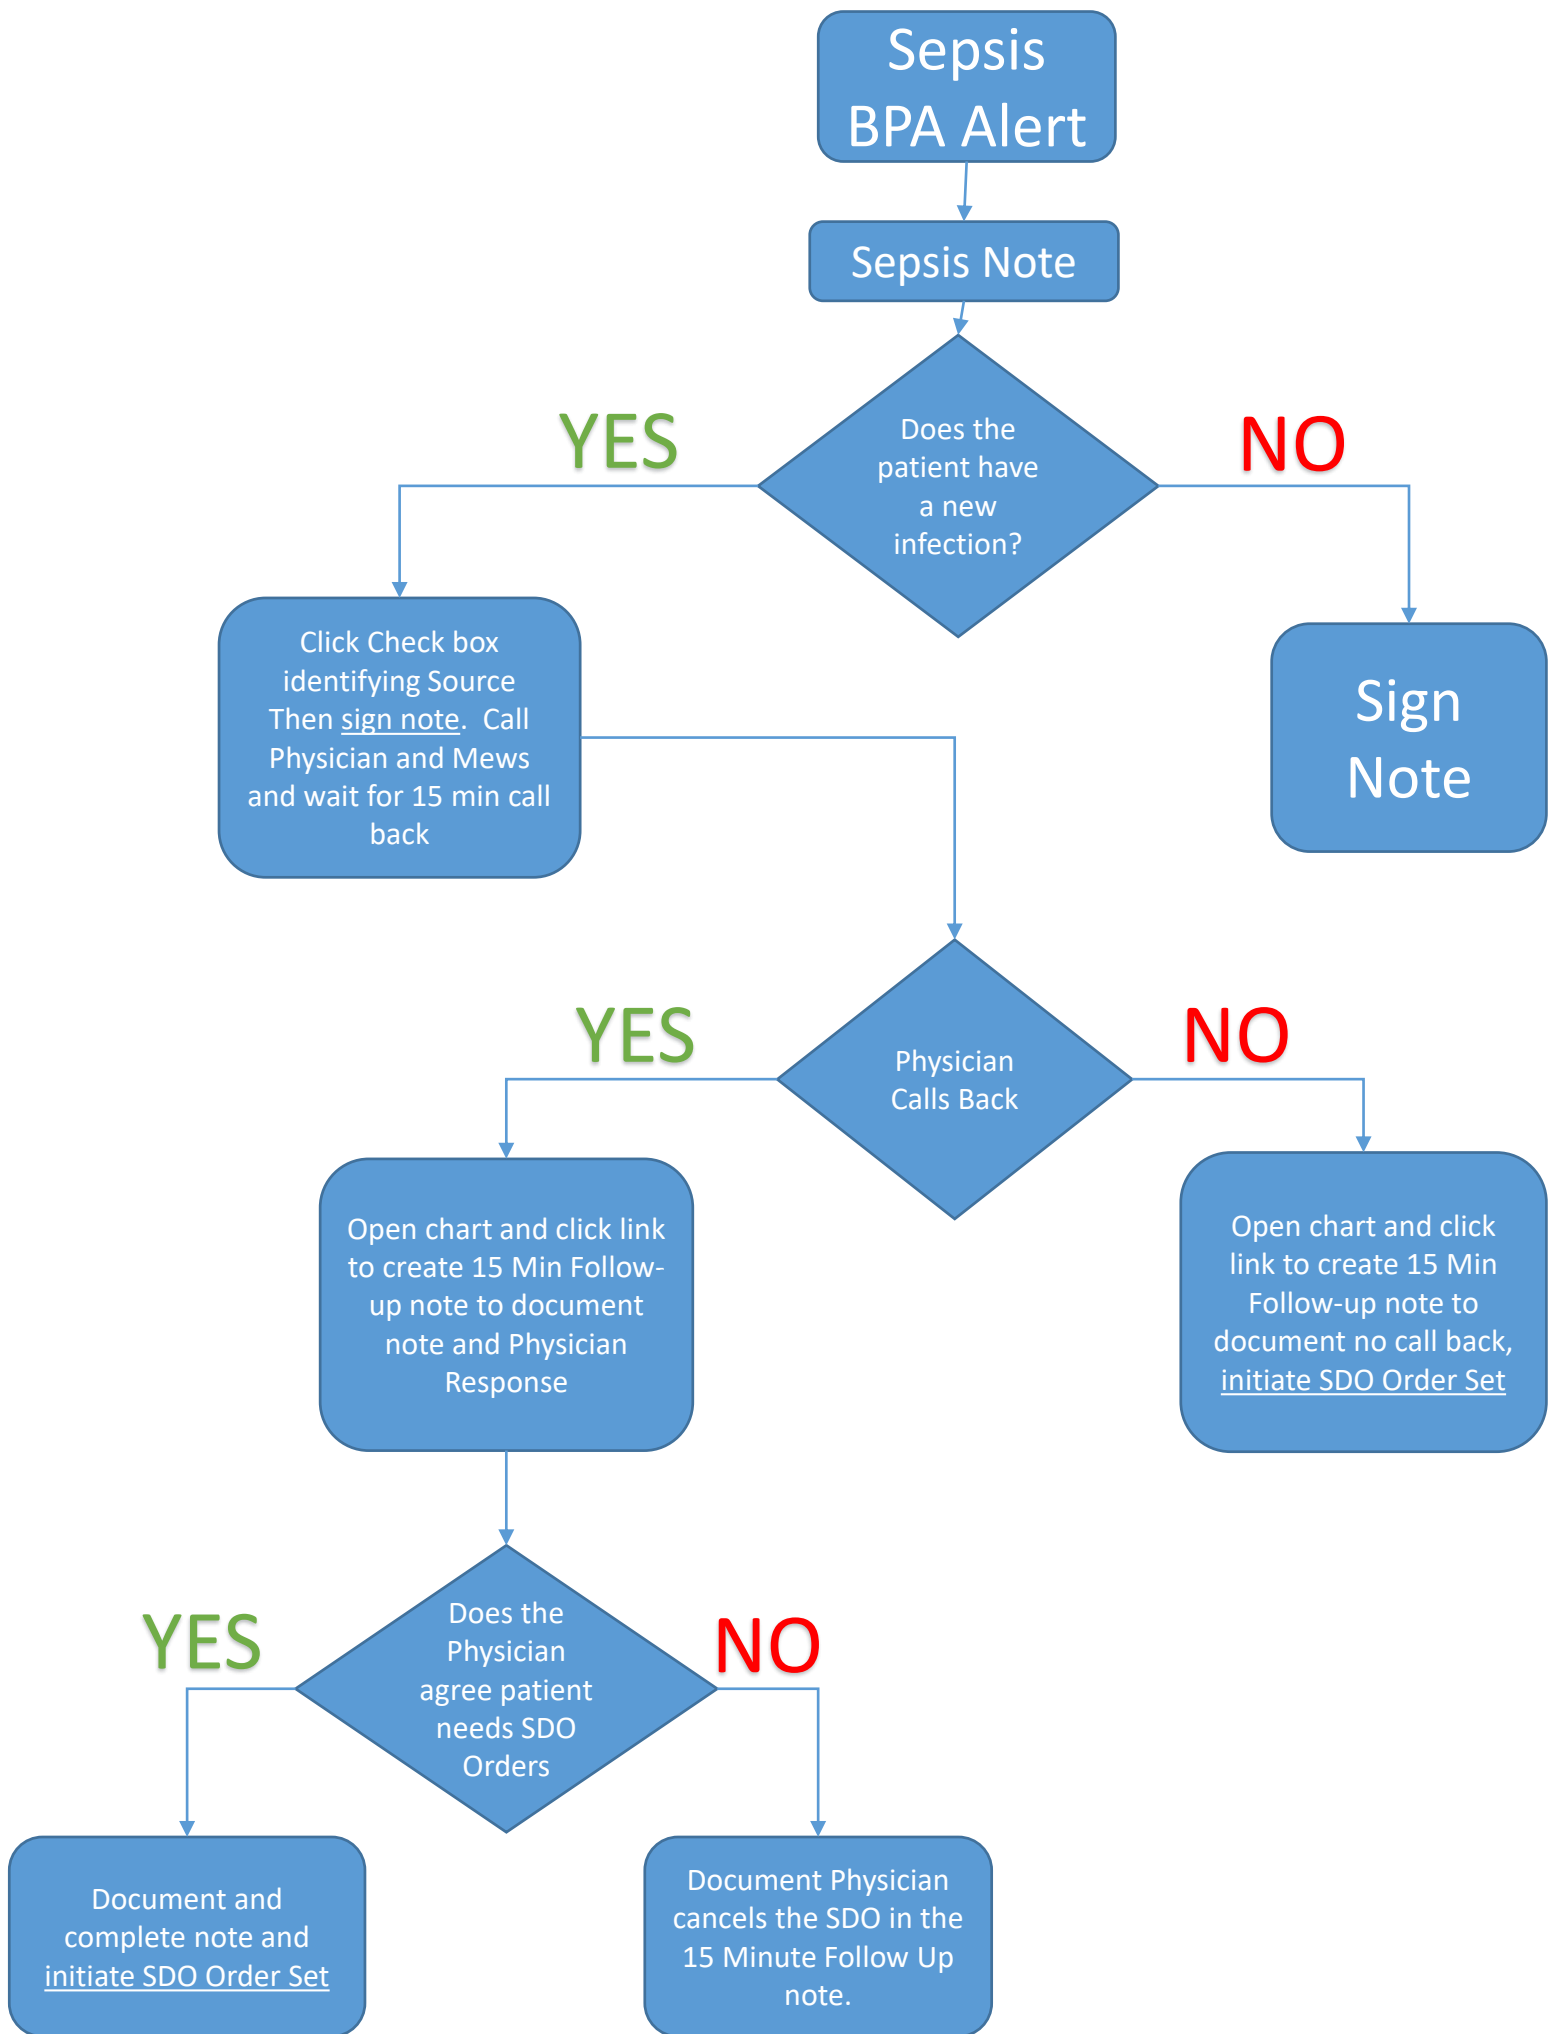 Sepsis
BPA Alert
Sepsis Note
Does the
patient have
a new
infection?
YES
NO
Click Check box
identifying Source
Then sign note.  Call
Physician and Mews
and wait for 15 min call
back
Sign
Note
Physician
Calls Back
YES
NO
Open chart and click link
to create 15 Min Follow-
up note to document
note and Physician
Response
Open chart and click
link to create 15 Min
Follow-up note to
document no call back,
initiate SDO Order Set
Does the
Physician
agree patient
needs SDO
Orders
YES
NO
Document and
complete note and
initiate SDO Order Set
Document Physician
cancels the SDO in the
15 Minute Follow Up
note.